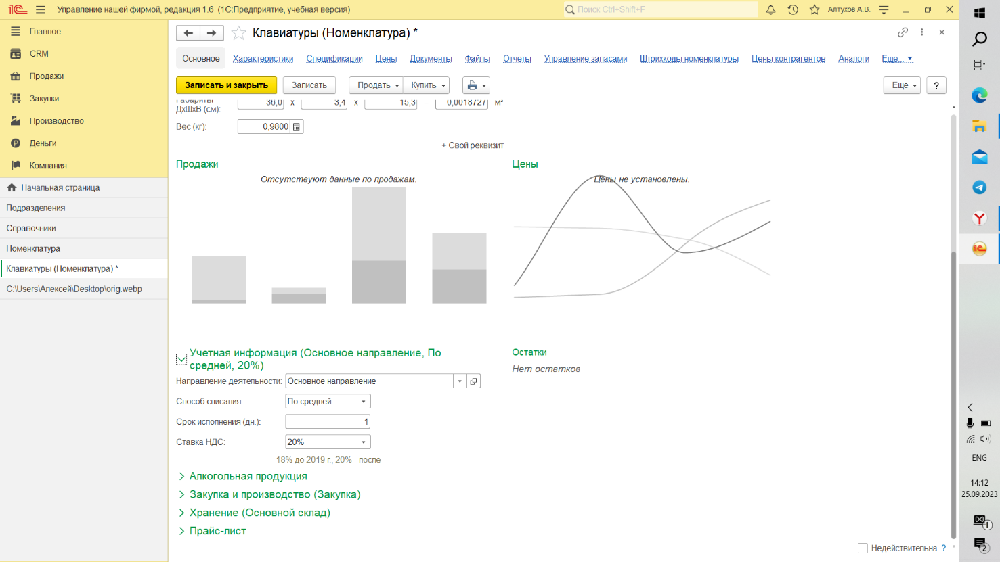 Управление нашей фирмой, редакция 1.6 (1С:Предприятие, учебная версия)
Поиск Ctrl+Shift+F
Алтухов А.В.
Главное
CRM
Продажи
Закупки
Производство
Деньги
Компания
Начальная страница
Подразделения
Справочники
Номенклатура
Клавиатуры (Номенклатура) *
C:\Users\Алексей\Desktop\orig.webp
Клавиатуры (Номенклатура) *
Основное Характеристики Спецификации Цены Документы Файлы Отчеты Управление запасами Штрихкоды номенклатуры Цены контрагентов Аналоги Еще...
Записать и закрыть Записать Продать Купить Еще ?
Габариты
ДхШхВ (см): 36,0 x 3,4 x 15,3 = 0,0018727 м³
Вес (кг): 0,9800
+ Свой реквизит
Продажи
Отсутствуют данные по продажам.
Цены
Цены не установлены.
Учетная информация (Основное направление, По
средней, 20%)
Направление деятельности: Основное направление
Способ списания: По средней
Срок исполнения (дн.): 1
Ставка НДС: 20%
18% до 2019 г., 20% - после
Алкогольная продукция
Закупка и производство (Закупка)
Хранение (Основной склад)
Прайс-лист
Остатки
Нет остатков
Недействительна ?
ENG
14:12
25.09.2023
1
2